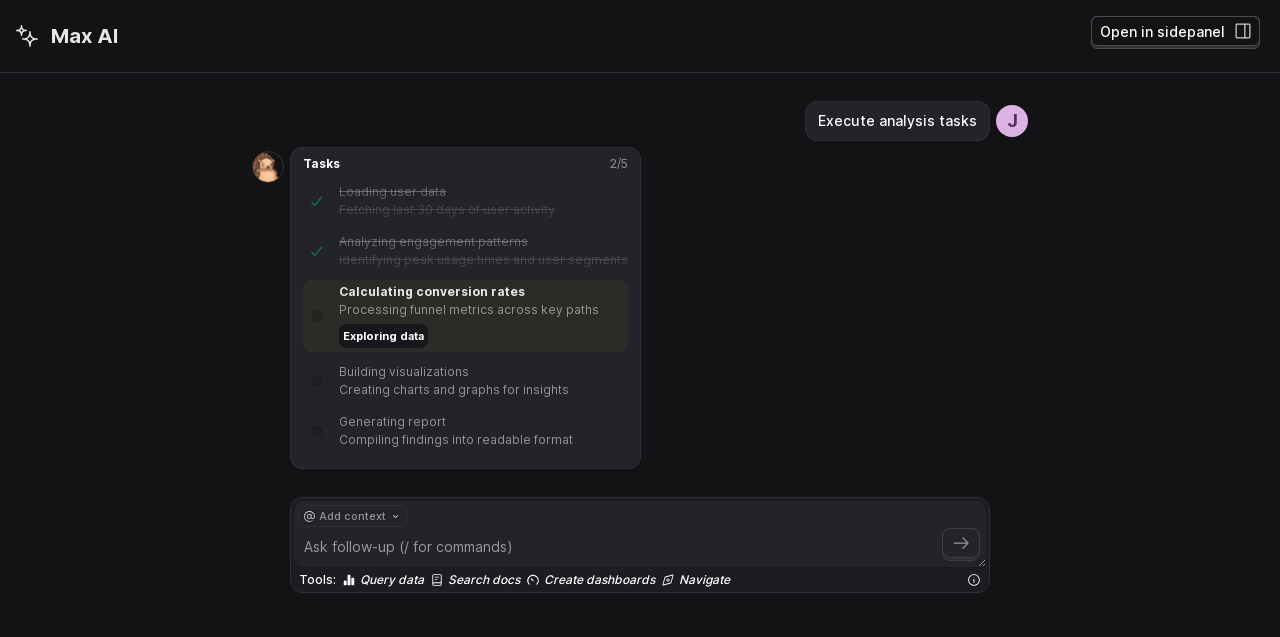 Max AI
Open in sidepanel
Execute analysis tasks
J
Tasks 2/5
Loading user data
Fetching last 30 days of user activity
Analyzing engagement patterns
Identifying peak usage times and user segments
Calculating conversion rates
Processing funnel metrics across key paths
Exploring data
Building visualizations
Creating charts and graphs for insights
Generating report
Compiling findings into readable format
@ Add context
Ask follow-up (/ for commands)
Tools: Query data Search docs Create dashboards Navigate